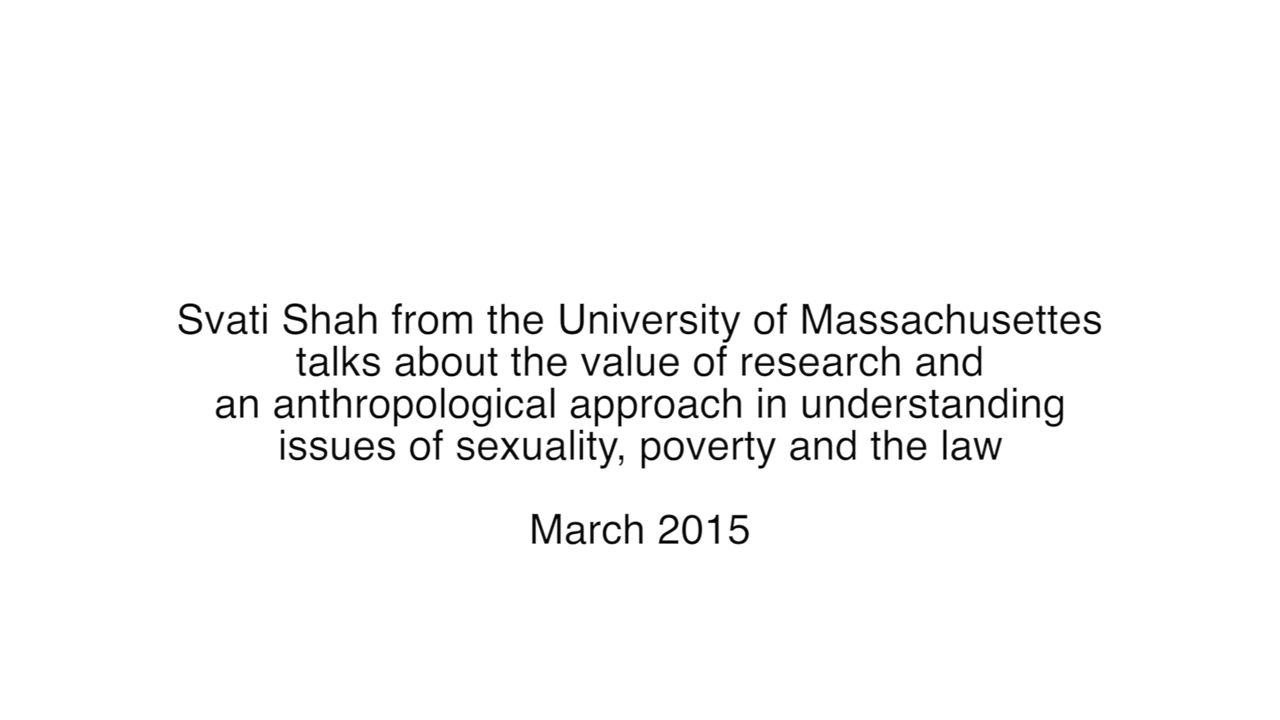 Svati Shah from the University of Massachusettes
talks about the value of research and
an anthropological approach in understanding
issues of sexuality, poverty and the law
March 2015